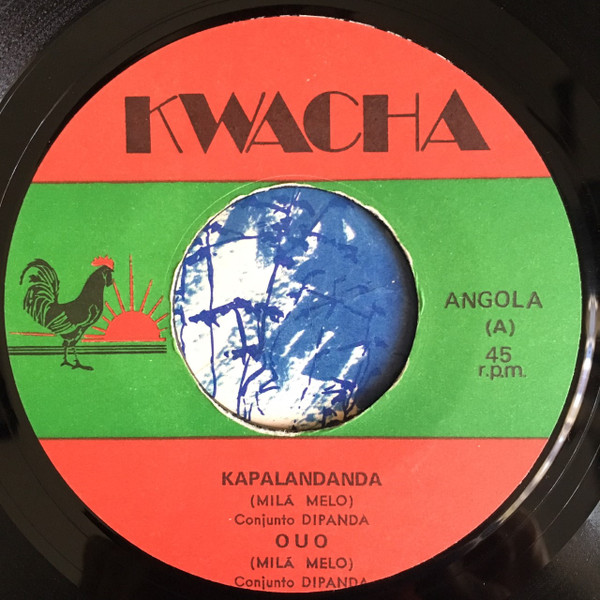 KWACHA
ANGOLA
(A)
45
r.p.m.
KAPALANDANDA
(MILÁ MELO)
Conjunto DIPANDA
OUO
(MILÁ MELO)
Conjunto DIPANDA